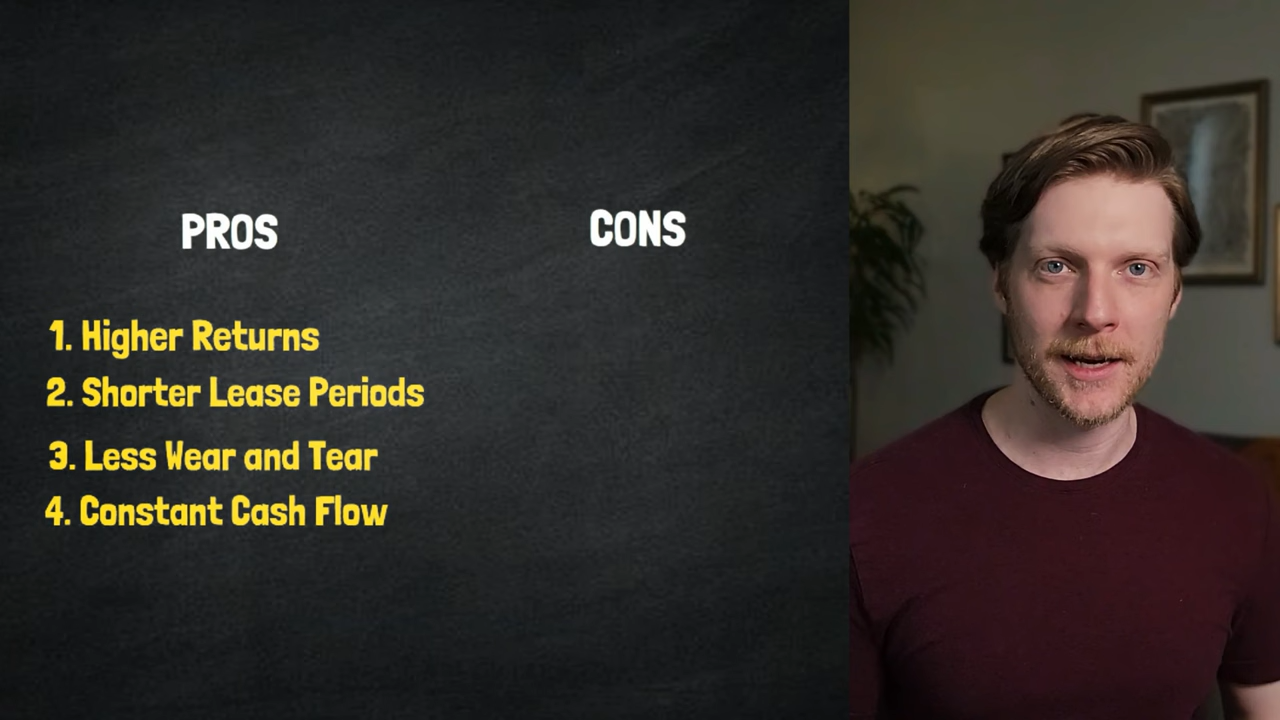 PROS
CONS
1. Higher Returns
2. Shorter Lease Periods
3. Less Wear and Tear
4. Constant Cash Flow